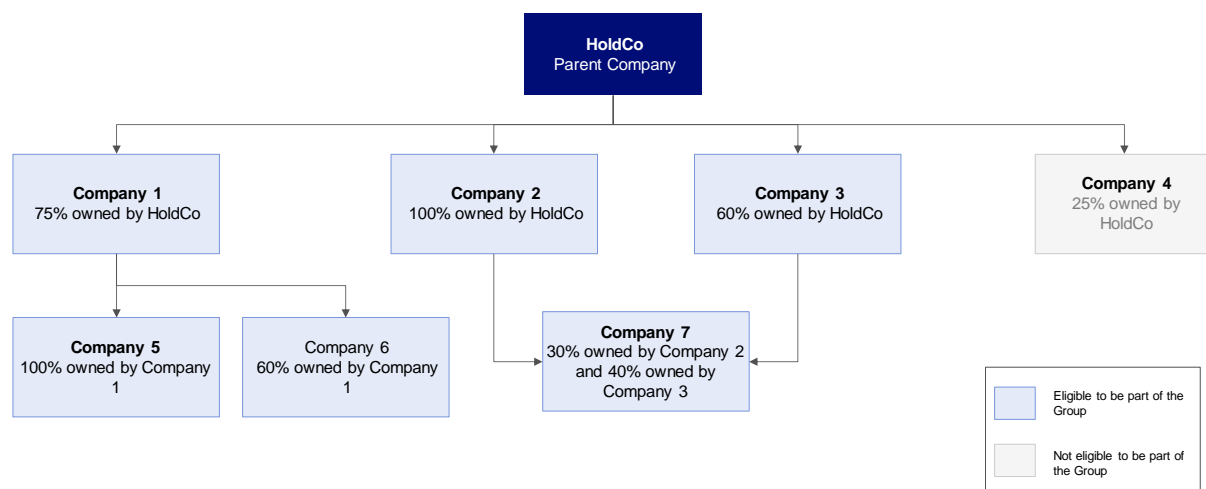 HoldCo
Parent Company
Company 1
75% owned by HoldCo
Company 2
100% owned by HoldCo
Company 3
60% owned by HoldCo
Company 4
25% owned by
HoldCo
Company 5
100% owned by Company
1
Company 6
60% owned by Company
1
Company 7
30% owned by Company 2
and 40% owned by
Company 3
Eligible to be part of the
Group
Not eligible to be part of
the Group